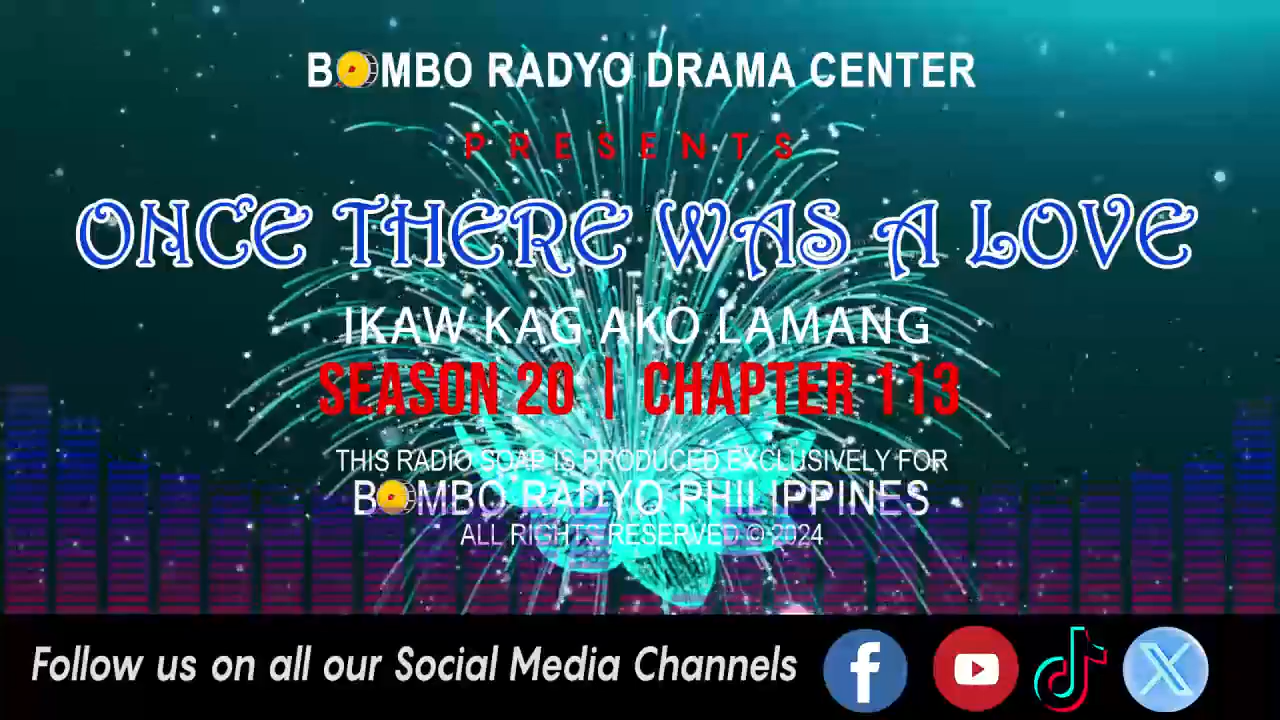 BOMBO RADYO DRAMA CENTER
PRESENTS
ONCE THERE WAS A LOVE
IKAW KAG AKO LAMANG
SEASON 20 | CHAPTER 113
THIS RADIO SOAP IS PRODUCED EXCLUSIVELY FOR
BOMBO RADYO PHILIPPINES
ALL RIGHTS RESERVED © 2024
Follow us on all our Social Media Channels